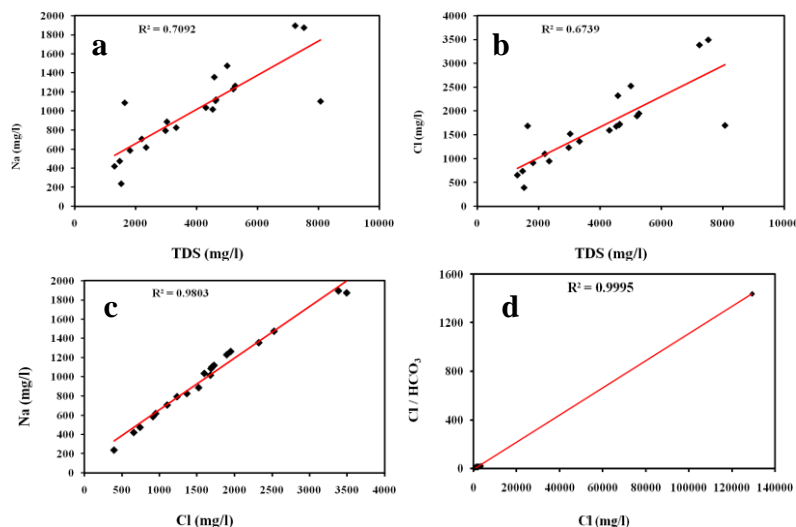 a
R² = 0.7092
2000
1800
1600
1400
1200
1000
800
600
400
200
0
Na (mg/l)
0 2000 4000 6000 8000 10000
TDS (mg/l)
b
R² = 0.6739
4000
3500
3000
2500
2000
1500
1000
500
0
Cl (mg/l)
0 2000 4000 6000 8000 10000
TDS (mg/l)
c
R² = 0.9803
2000
1800
1600
1400
1200
1000
800
600
400
200
0
Na (mg/l)
0 500 1000 1500 2000 2500 3000 3500 4000
Cl (mg/l)
d
R² = 0.9995
1600
1200
800
400
0
Cl / HCO₃
0 20000 40000 60000 80000 100000 120000 140000
Cl (mg/l)